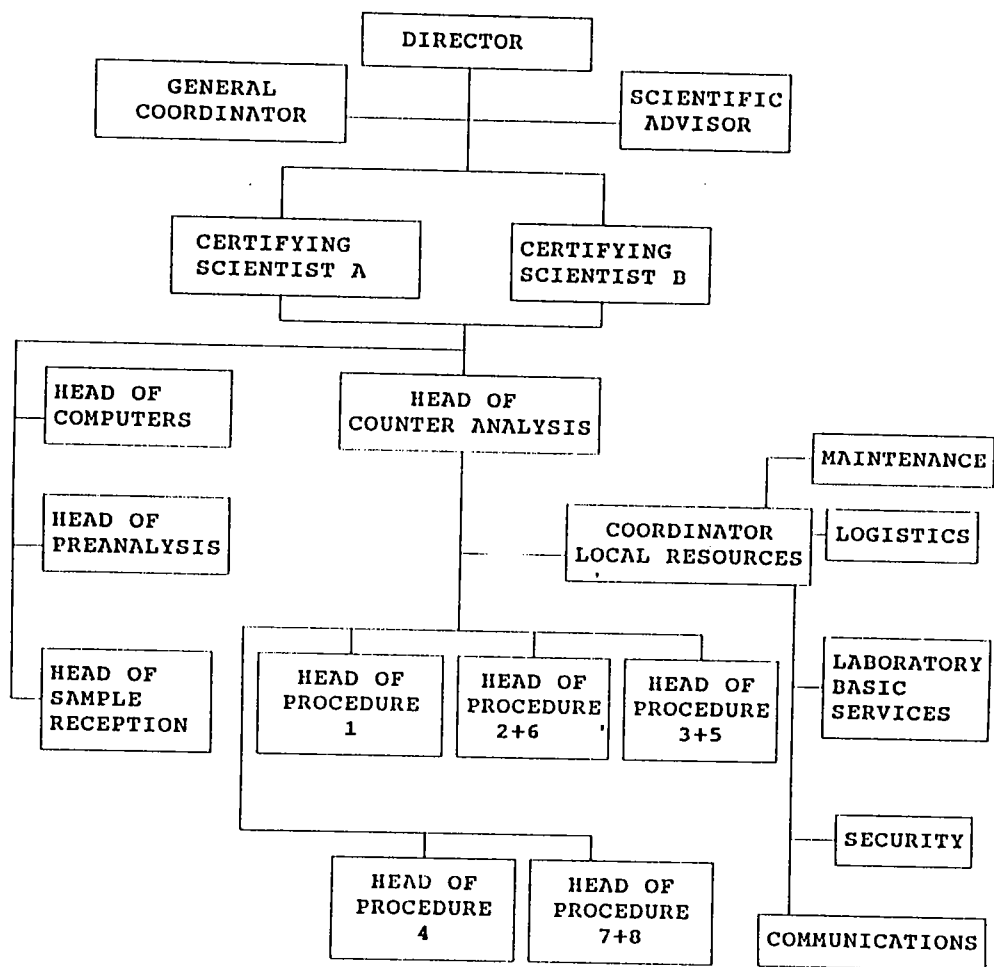 DIRECTOR
GENERAL
COORDINATOR
SCIENTIFIC
ADVISOR
CERTIFYING
SCIENTIST A
CERTIFYING
SCIENTIST B
HEAD OF
COMPUTERS
HEAD OF
COUNTER ANALYSIS
MAINTENANCE
HEAD OF
PREANALYSIS
COORDINATOR
LOCAL RESOURCES
LOGISTICS
HEAD OF
SAMPLE
RECEPTION
HEAD OF
PROCEDURE
1
HEAD OF
PROCEDURE
2+6
HEAD OF
PROCEDURE
3+5
LABORATORY
BASIC
SERVICES
SECURITY
HEAD OF
PROCEDURE
4
HEAD OF
PROCEDURE
7+8
COMMUNICATIONS